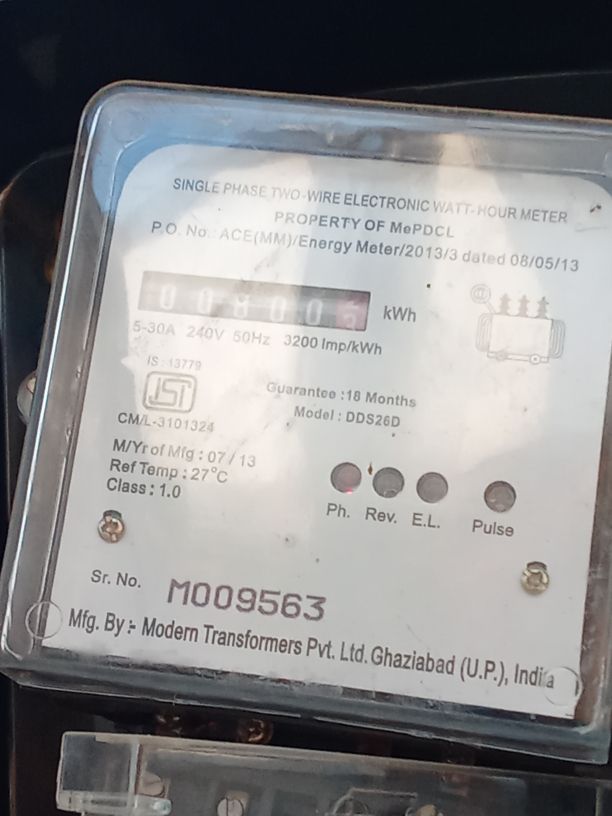 SINGLE PHASE TWO-WIRE ELECTRONIC WATT-HOUR METER
PROPERTY OF MePDCL
P.O. No.: ACE(MM)/Energy Meter/2013/3 dated 08/05/13
kWh
5-30A 240V 50Hz 3200 Imp/kWh
IS : 13779
ISI
CM/L-3101324
Guarantee :18 Months
Model : DDS26D
M/Yr of Mfg : 07/13
Ref Temp : 27°C
Class : 1.0
Ph. Rev. E.L. Pulse
Sr. No. M009563
Mfg. By :- Modern Transformers Pvt. Ltd. Ghaziabad (U.P.), India